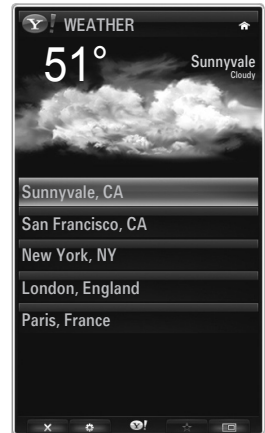 Y! WEATHER
51°
Sunnyvale
Cloudy
Sunnyvale, CA
San Francisco, CA
New York, NY
London, England
Paris, France
Y!